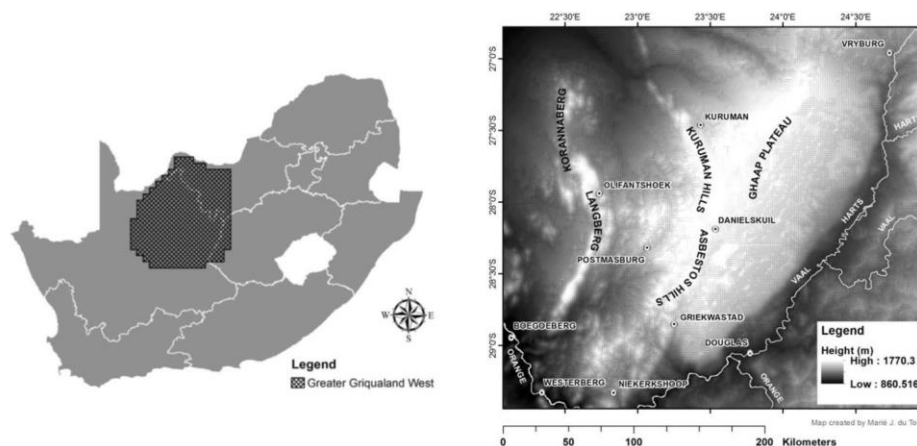 N
W E
S
Legend
Greater Griqualand West
22°30'E 23°0'E 23°30'E 24°0'E 24°30'E
27°0'S
27°30'S
28°0'S
28°30'S
29°0'S
VRYBURG
KURUMAN
HARTS
KORANNABERG
KURUMAN HILLS
GHAAP PLATEAU
OLIFANTSHOEK
LANGBERG
DANIELSKUIL
HARTS
VAAL
POSTMASBURG
ASBESTOS HILLS
VAAL
GRIEKWASTAD
BOEGOEBERG
DOUGLAS
ORANGE
WESTERBERG
NIEKERKSHOOP
ORANGE
Legend
Height (m)
High : 1770.3
Low : 860.516
Map created by Marié J. du To
0 50 100 200
Kilometers